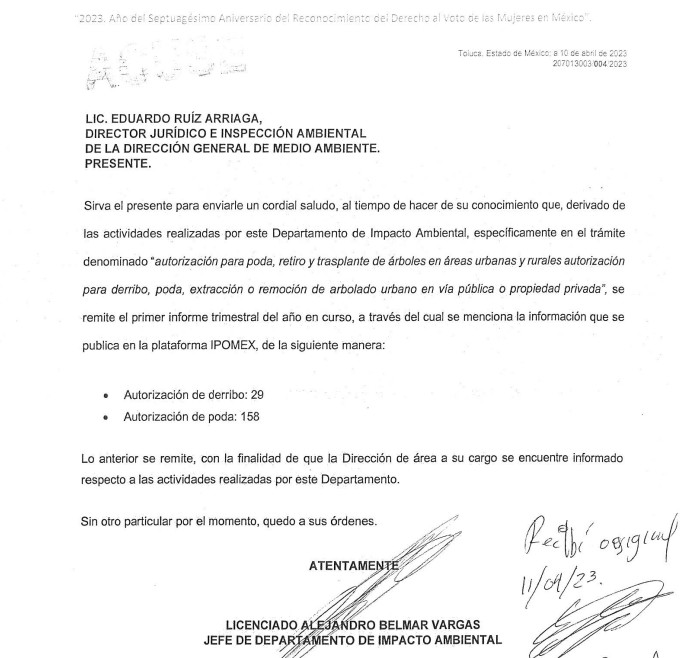 "2023. Año del Septuagésimo Aniversario del Reconocimiento del Derecho al Voto de las Mujeres en México".
ACUSE
Toluca, Estado de México; a 10 de abril de 2023
207013003/004/2023
LIC. EDUARDO RUÍZ ARRIAGA,
DIRECTOR JURÍDICO E INSPECCIÓN AMBIENTAL
DE LA DIRECCIÓN GENERAL DE MEDIO AMBIENTE.
PRESENTE.
Sirva el presente para enviarle un cordial saludo, al tiempo de hacer de su conocimiento que, derivado de
las actividades realizadas por este Departamento de Impacto Ambiental, específicamente en el trámite
denominado "autorización para poda, retiro y trasplante de árboles en áreas urbanas y rurales autorización
para derribo, poda, extracción o remoción de arbolado urbano en vía pública o propiedad privada", se
remite el primer informe trimestral del año en curso, a través del cual se menciona la información que se
publica en la plataforma IPOMEX, de la siguiente manera:
• Autorización de derribo: 29
• Autorización de poda: 158
Lo anterior se remite, con la finalidad de que la Dirección de área a su cargo se encuentre informado
respecto a las actividades realizadas por este Departamento.
Sin otro particular por el momento, quedo a sus órdenes.
Recibí original
11/04/23.
ATENTAMENTE
LICENCIADO ALEJANDRO BELMAR VARGAS
JEFE DE DEPARTAMENTO DE IMPACTO AMBIENTAL